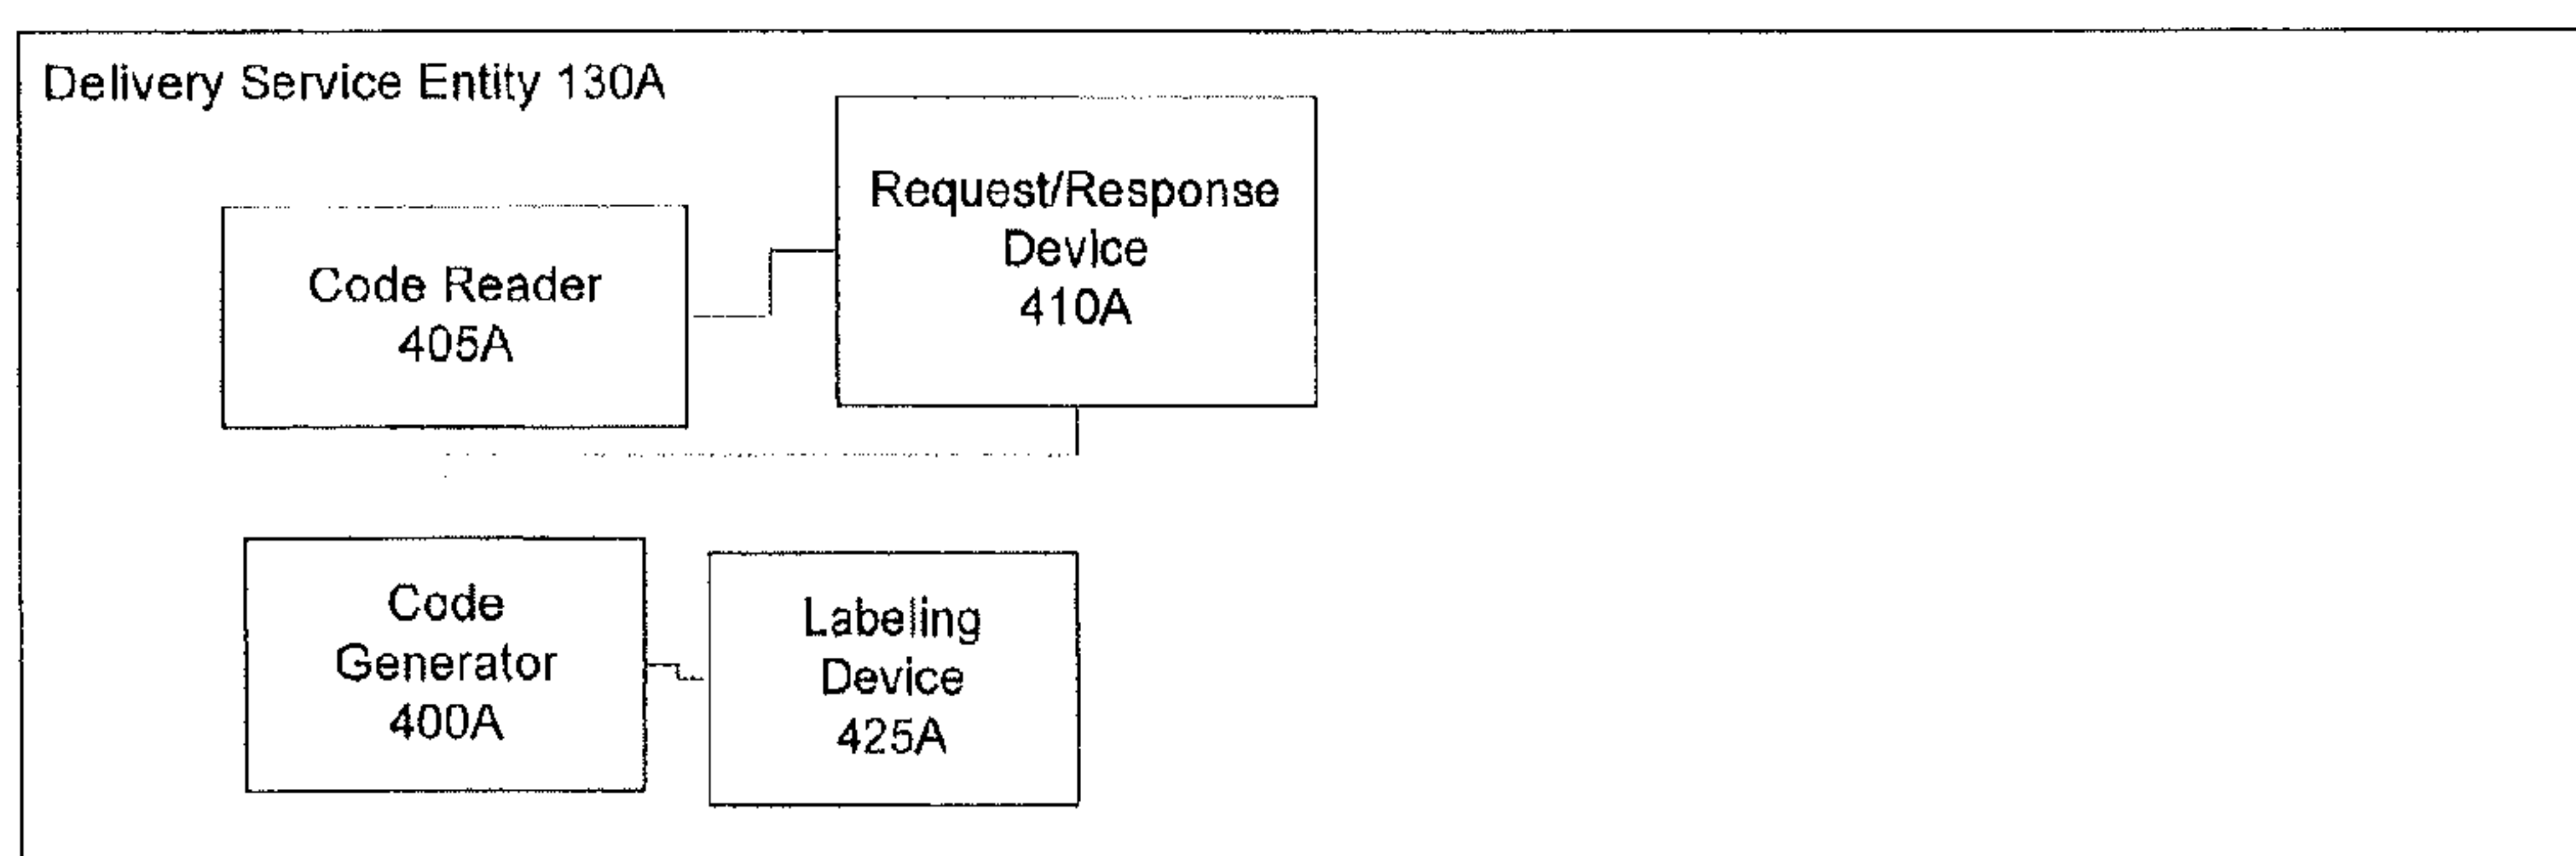 Delivery Service Entity 130A
Request/Response
Device
410A
Code Reader
405A
Code
Generator
400A
Labeling
Device
425A